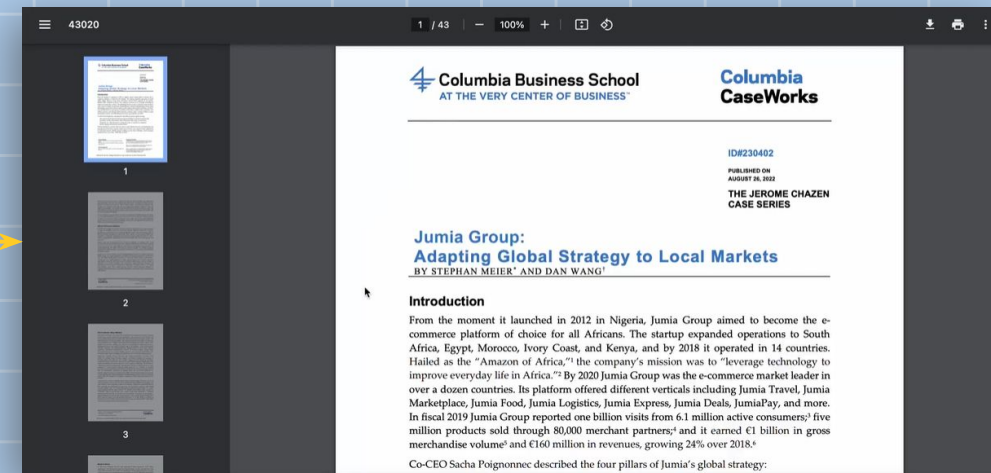 43020
1 / 43
100%
Columbia Business School
AT THE VERY CENTER OF BUSINESS™
Columbia
CaseWorks
ID#230402
PUBLISHED ON
AUGUST 26, 2022
THE JEROME CHAZEN
CASE SERIES
Jumia Group:
Adapting Global Strategy to Local Markets
BY STEPHAN MEIER* AND DAN WANG†
Introduction
From the moment it launched in 2012 in Nigeria, Jumia Group aimed to become the e-
commerce platform of choice for all Africans. The startup expanded operations to South
Africa, Egypt, Morocco, Ivory Coast, and Kenya, and by 2018 it operated in 14 countries.
Hailed as the “Amazon of Africa,”¹ the company’s mission was to “leverage technology to
improve everyday life in Africa.”² By 2020 Jumia Group was the e-commerce market leader in
over a dozen countries. Its platform offered different verticals including Jumia Travel, Jumia
Marketplace, Jumia Food, Jumia Logistics, Jumia Express, Jumia Deals, JumiaPay, and more.
In fiscal 2019 Jumia Group reported one billion visits from 6.1 million active consumers;³ five
million products sold through 80,000 merchant partners;⁴ and it earned €1 billion in gross
merchandise volume⁵ and €160 million in revenues, growing 24% over 2018.⁶
Co-CEO Sacha Poignonnec described the four pillars of Jumia’s global strategy:
1
2
3